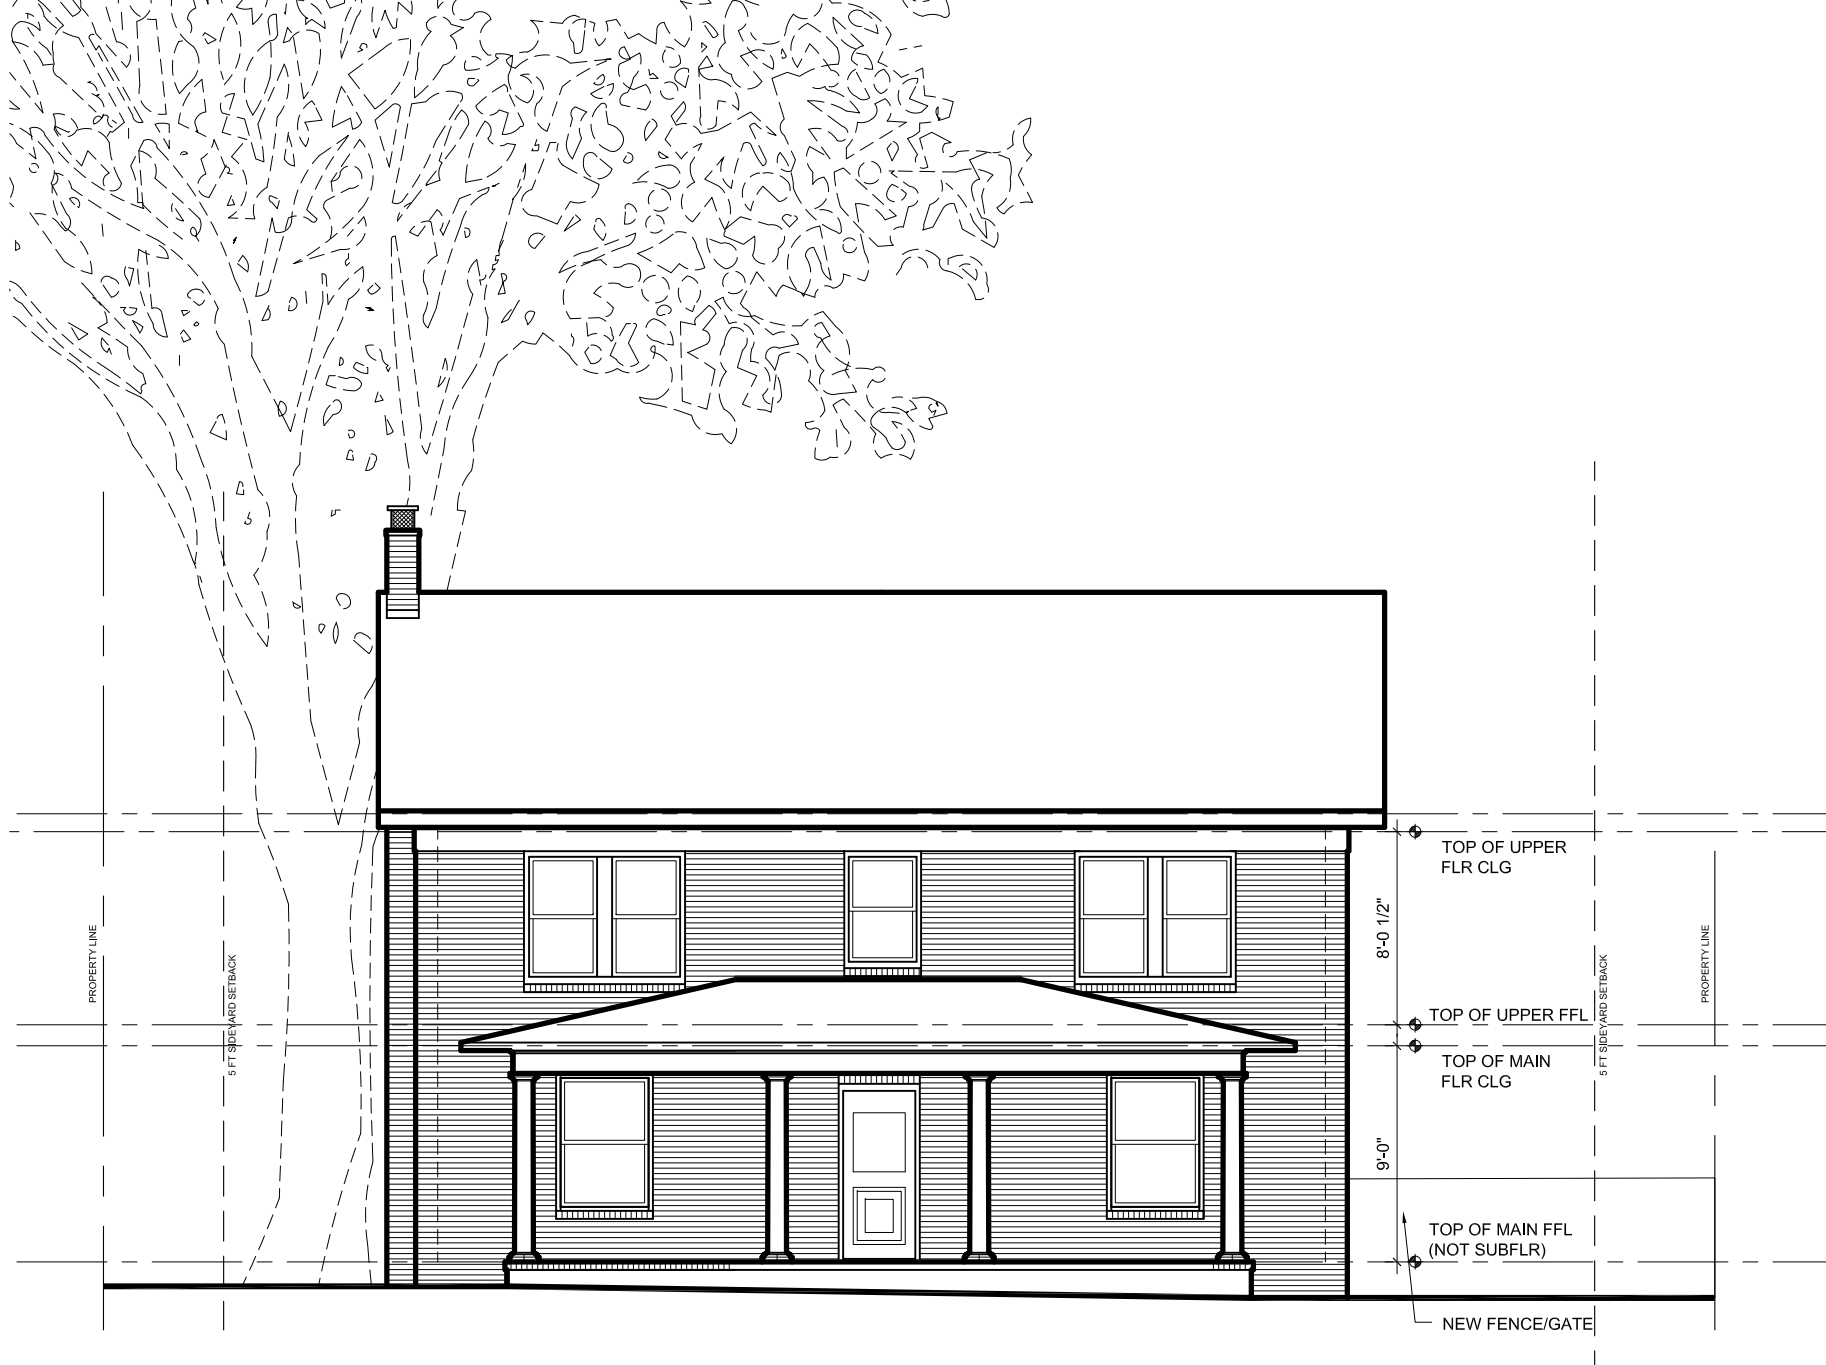 TOP OF UPPER
FLR CLG
8'-0 1/2"
PROPERTY LINE
5 FT SIDEYARD SETBACK
TOP OF UPPER FFL
5 FT SIDEYARD SETBACK
PROPERTY LINE
TOP OF MAIN
FLR CLG
9'-0"
TOP OF MAIN FFL
(NOT SUBFLR)
NEW FENCE/GATE